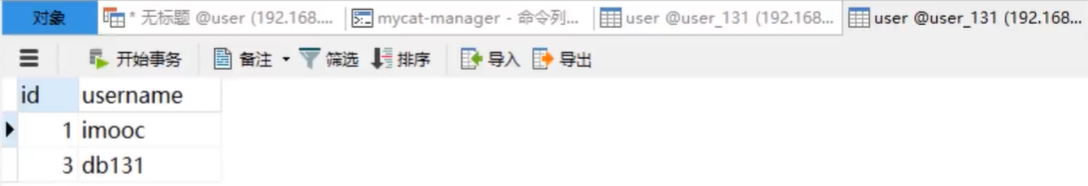 对象 * 无标题 @user (192.168.... mycat-manager - 命令列... user @user_131 (192.168... user @user_131 (192.168...
开始事务 备注 筛选 排序 导入 导出
id username
1 imooc
3 db131